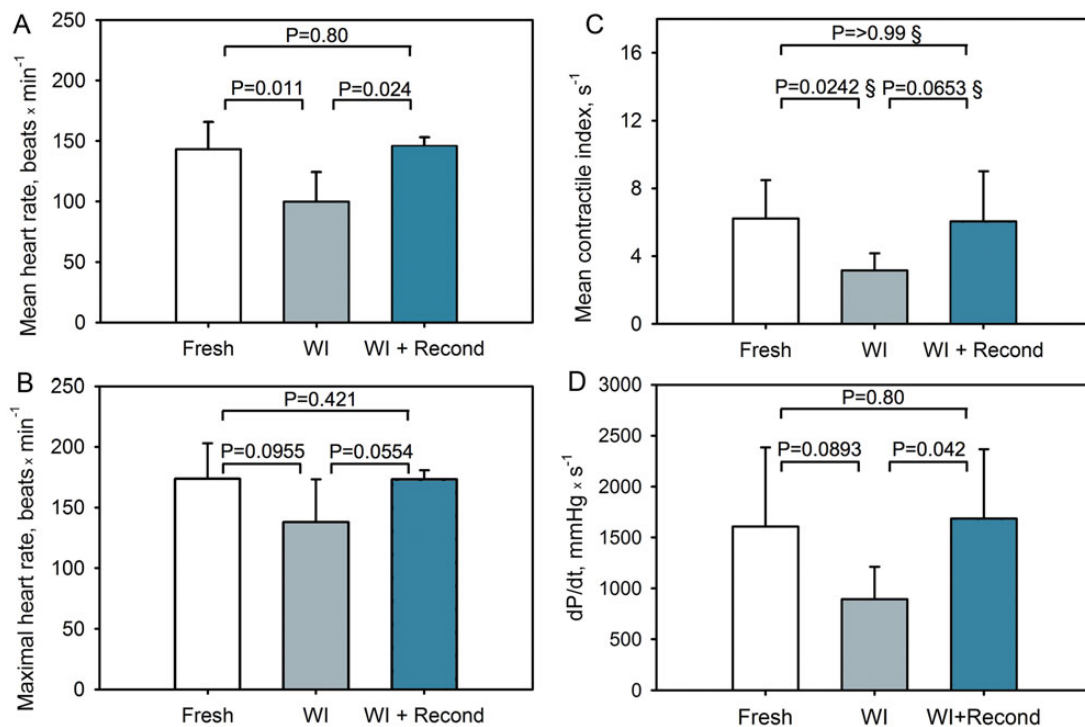 A
Mean heart rate, beats × min⁻¹
250
200
150
100
50
0
P=0.80
P=0.011
P=0.024
Fresh
WI
WI + Recond
B
Maximal heart rate, beats × min⁻¹
250
200
150
100
50
0
P=0.421
P=0.0955
P=0.0554
Fresh
WI
WI + Recond
C
Mean contractile index, s⁻¹
16
12
8
4
0
P=>0.99 §
P=0.0242 §
P=0.0653 §
Fresh
WI
WI + Recond
D
dP/dt, mmHg × s⁻¹
3000
2500
2000
1500
1000
500
0
P=0.80
P=0.0893
P=0.042
Fresh
WI
WI+Recond